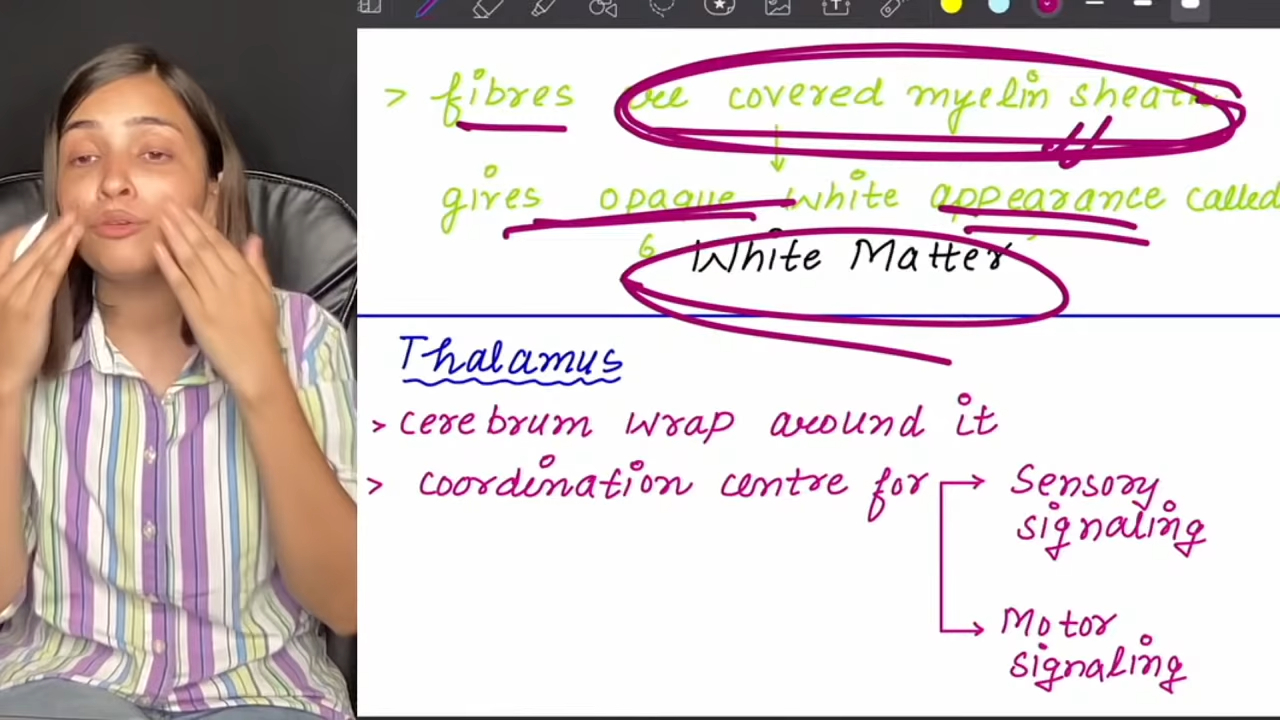 > fibres are covered myelin sheath
gives opaque white appearance called
White Matter
Thalamus
> cerebrum wrap around it
> coordination centre for → Sensory
signaling
→ Motor
signaling